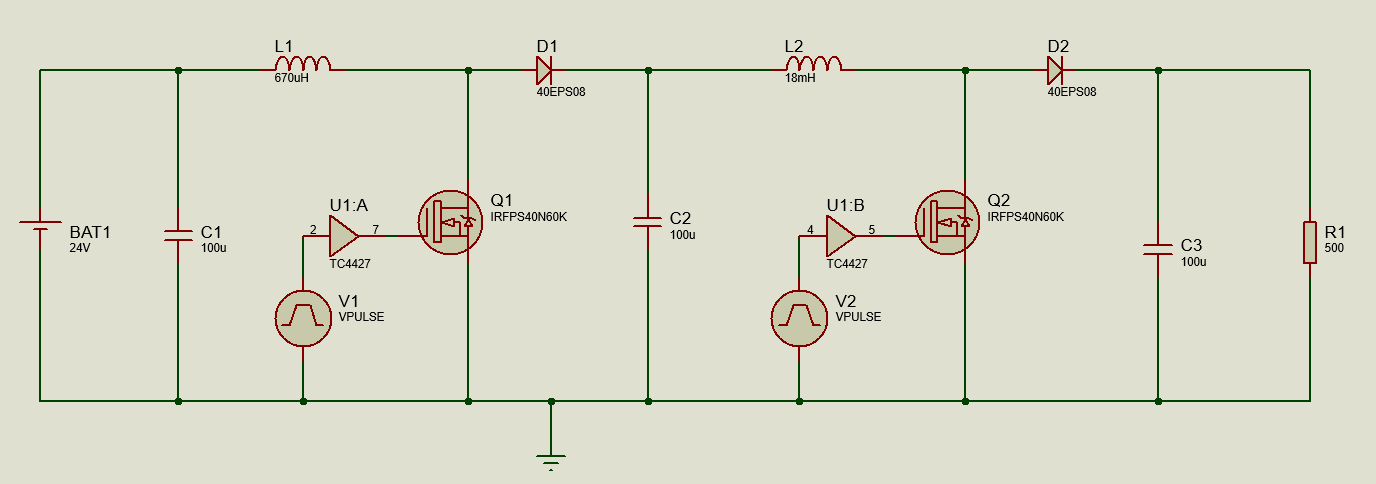 L1
670uH
D1
40EPS08
L2
18mH
D2
40EPS08
BAT1
24V
C1
100u
U1:A
2
7
TC4427
V1
VPULSE
Q1
IRFPS40N60K
C2
100u
U1:B
4
5
TC4427
V2
VPULSE
Q2
IRFPS40N60K
C3
100u
R1
500